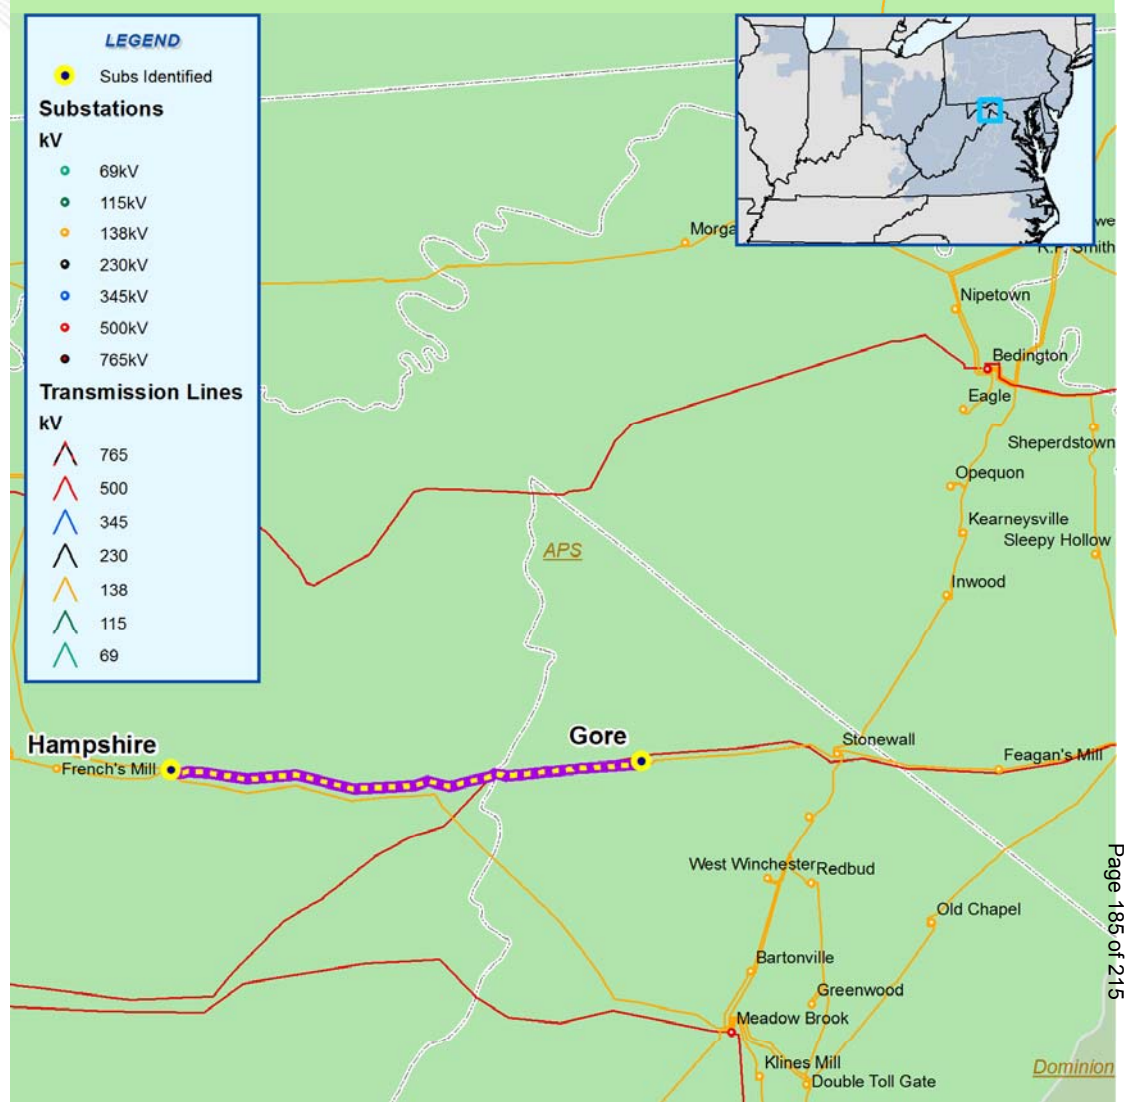 LEGEND
Subs Identified
Substations
kV
69kV
115kV
138kV
230kV
345kV
500kV
765kV
Transmission Lines
kV
765
500
345
230
138
115
69
Morga
we
R.P. Smith
Nipetown
Bedington
Eagle
Sheperdstown
Opequon
Kearneysville
Sleepy Hollow
APS
Inwood
Hampshire
Gore
French's Mill
Stonewall
Feagan's Mill
West Winchester
Redbud
Old Chapel
Bartonville
Greenwood
Meadow Brook
Klines Mill
Double Toll Gate
Dominion
Page 185 of 215